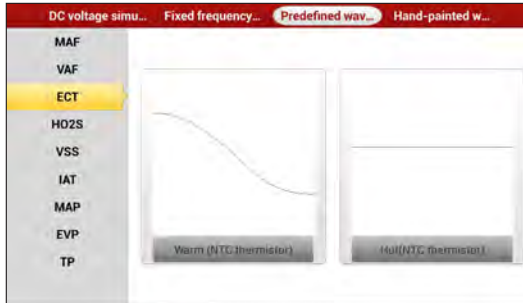 DC voltage simu... Fixed frequency... Predefined wav... Hand-painted w...
MAF
VAF
ECT
HO2S
VSS
IAT
MAP
EVP
TP
Warm (NTC thermistor)
Hot(NTC thermistor)